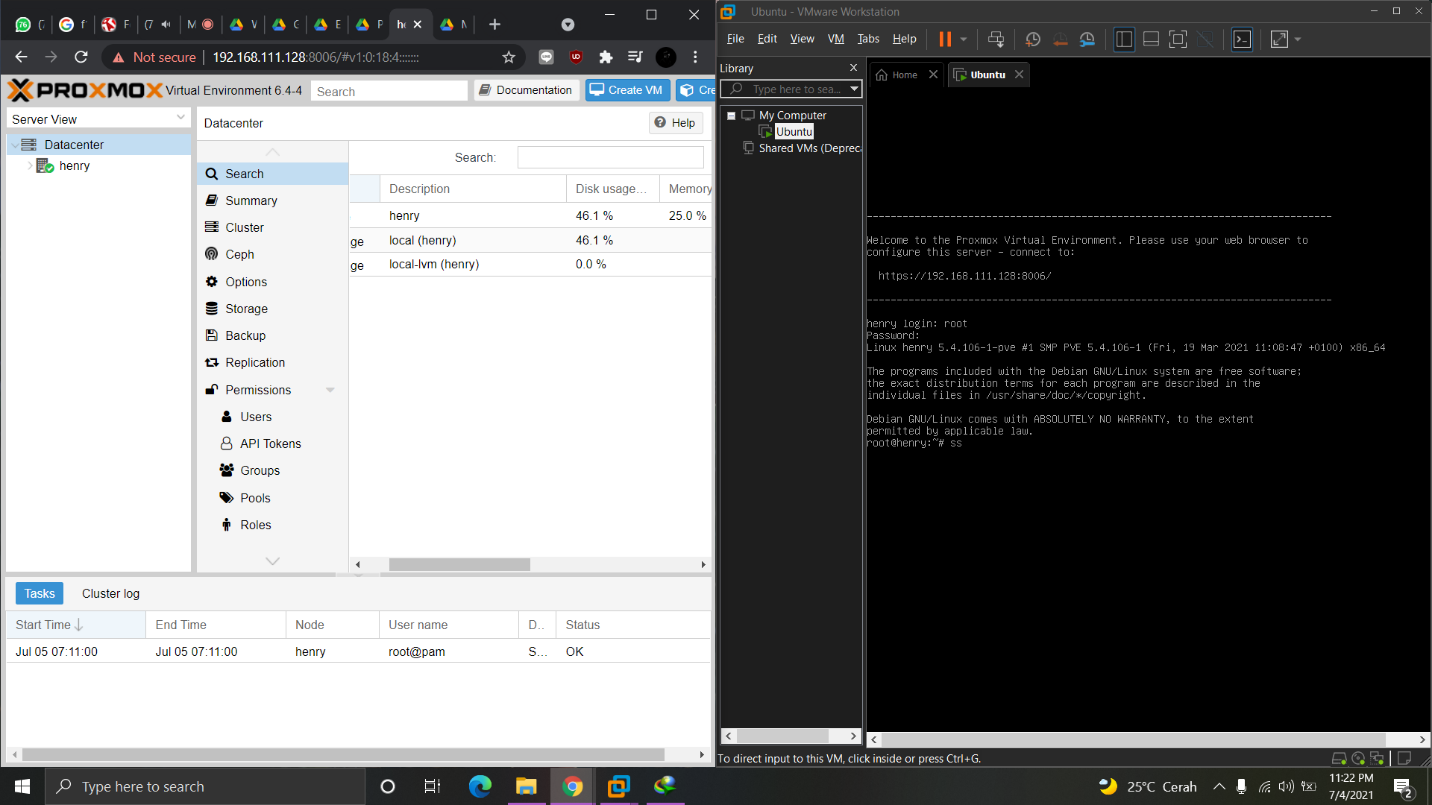 Not secure
192.168.111.128:8006/#v1:0:18:4:::::::
PROXMOX
Virtual Environment 6.4-4
Search
Documentation
Create VM
Server View
Datacenter
henry
Datacenter
Help
Search
Summary
Cluster
Ceph
Options
Storage
Backup
Replication
Permissions
Users
API Tokens
Groups
Pools
Roles
Search:
Description Disk usage... Memory
henry 46.1 % 25.0 %
ge local (henry) 46.1 %
ge local-lvm (henry) 0.0 %
Tasks Cluster log
Start Time End Time Node User name D.. Status
Jul 05 07:11:00 Jul 05 07:11:00 henry root@pam S... OK
Ubuntu - VMware Workstation
File Edit View VM Tabs Help
Library
Type here to sea...
My Computer
Ubuntu
Shared VMs (Depreca
Home
Ubuntu
--------------------------------------------------------------------------------
Welcome to the Proxmox Virtual Environment. Please use your web browser to
configure this server - connect to:
https://192.168.111.128:8006/
--------------------------------------------------------------------------------
henry login: root
Password:
Linux henry 5.4.106-1-pve #1 SMP PVE 5.4.106-1 (Fri, 19 Mar 2021 11:08:47 +0100) x86_64
The programs included with the Debian GNU/Linux system are free software;
the exact distribution terms for each program are described in the
individual files in /usr/share/doc/*/copyright.
Debian GNU/Linux comes with ABSOLUTELY NO WARRANTY, to the extent
permitted by applicable law.
root@henry:~# ss
To direct input to this VM, click inside or press Ctrl+G.
Type here to search
25°C Cerah
11:22 PM
7/4/2021
2